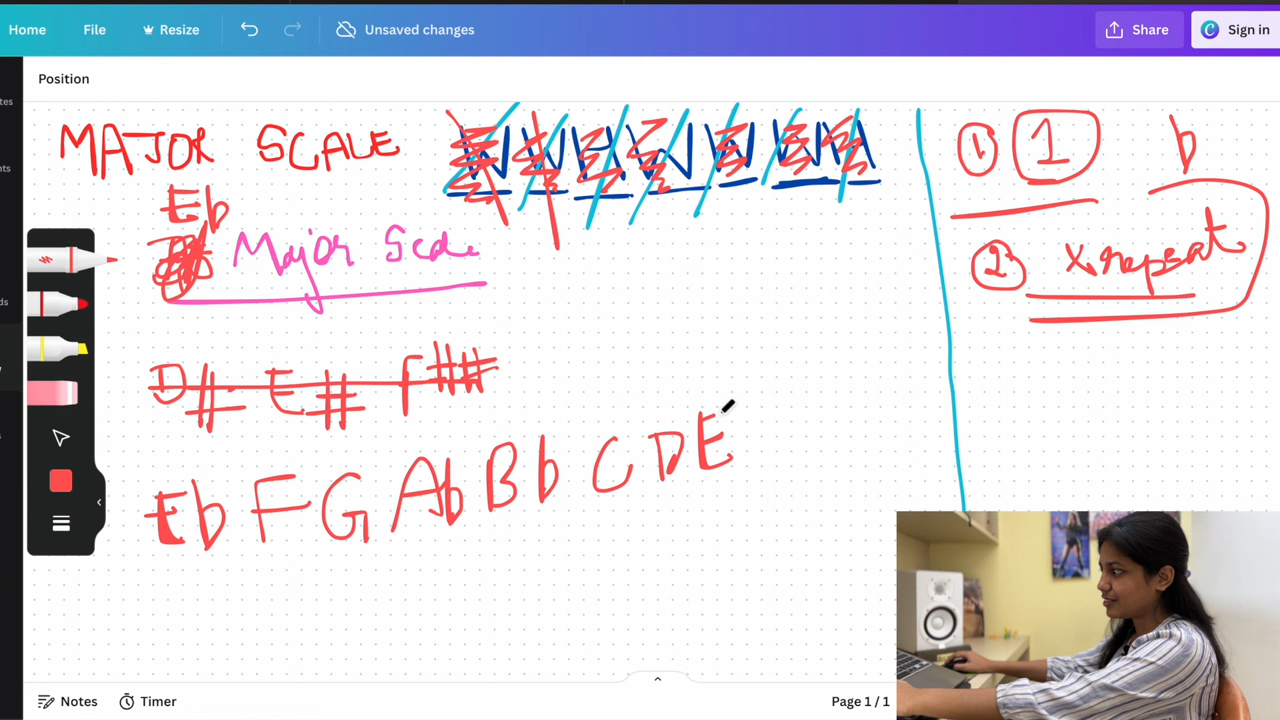 Home File Resize Unsaved changes Share Sign in
Position
MAJOR SCALE W W H W W W H
Eb
Major Scale
D# E# F##
Eb F G Ab Bb C D E
① 1 b
② x repeat
Notes Timer Page 1 / 1